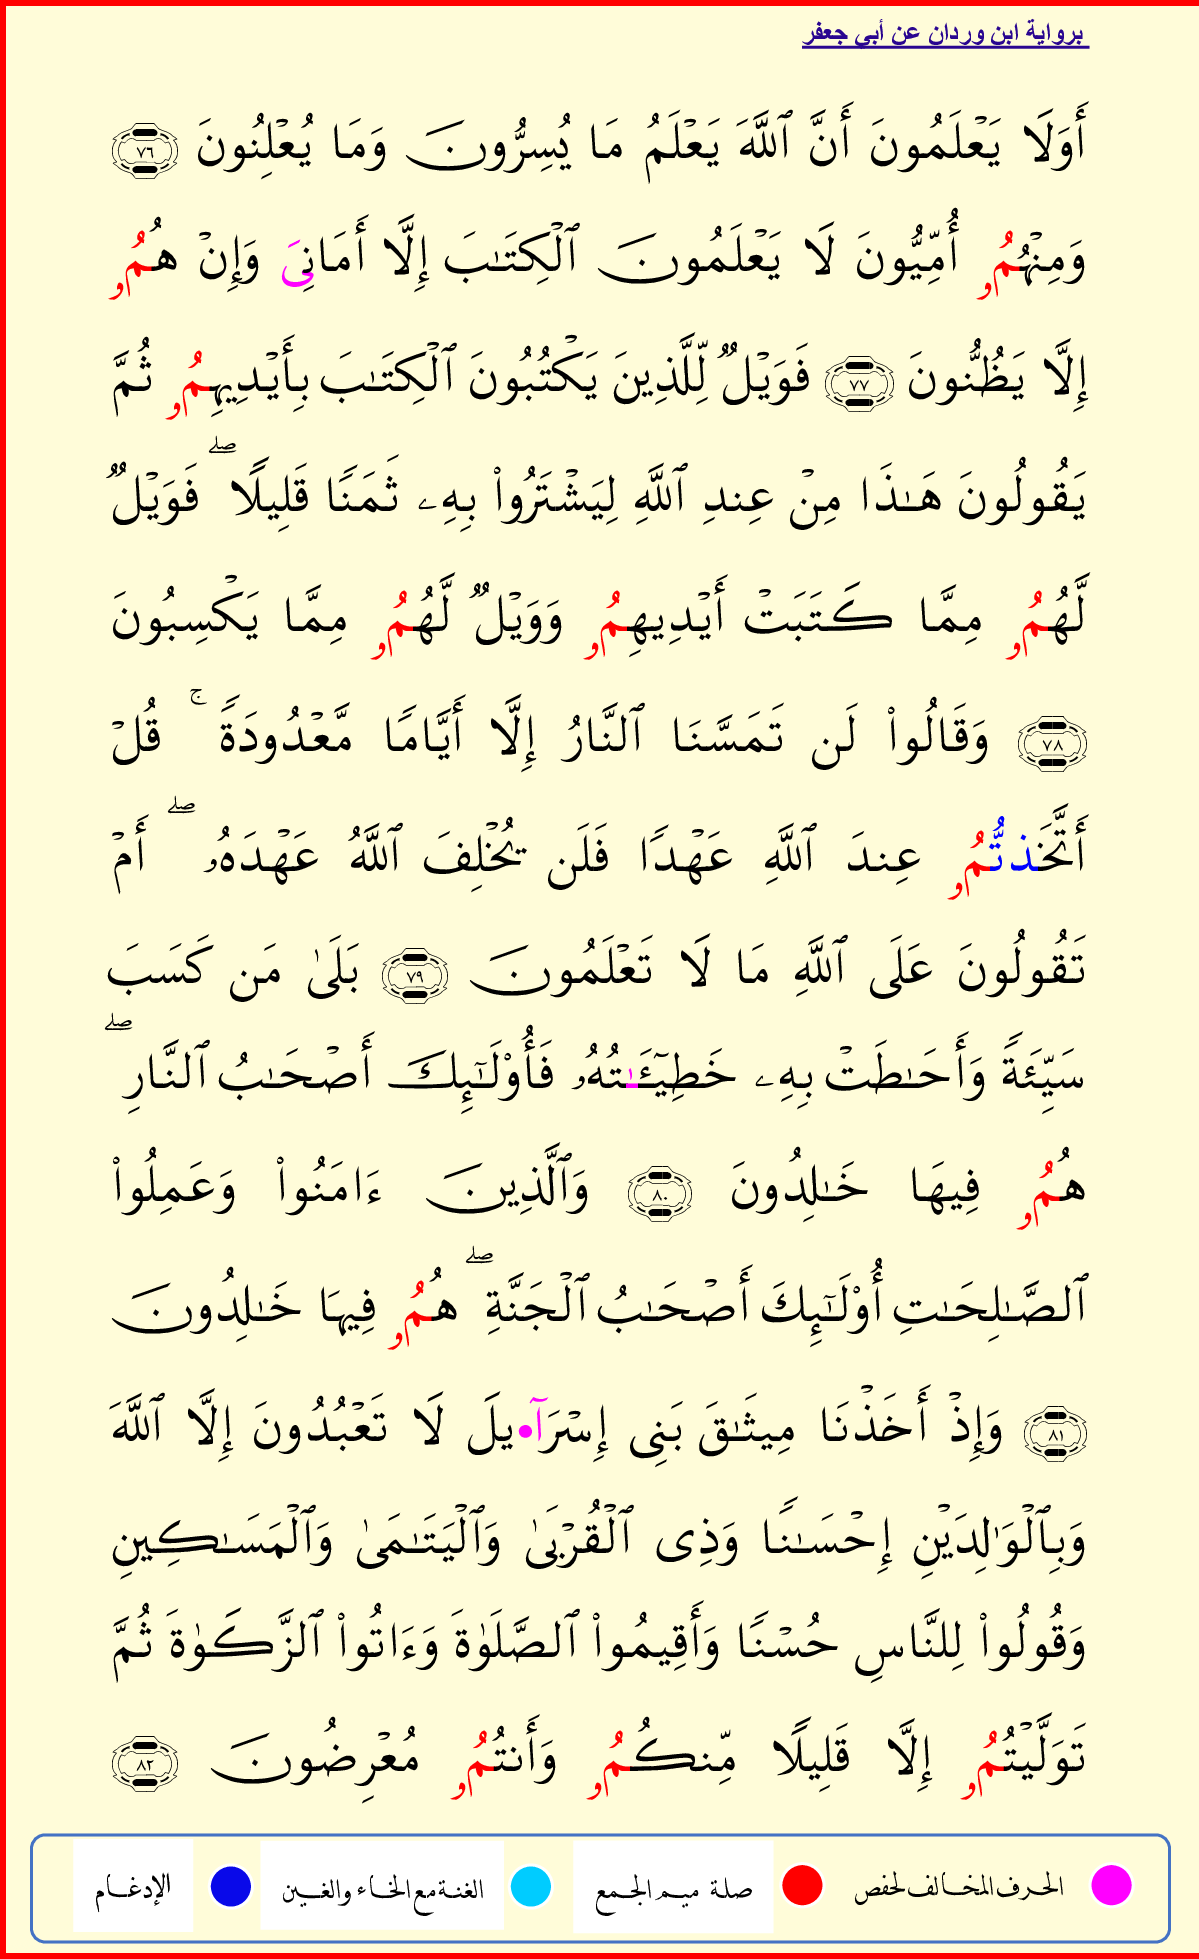 برواية ابن وردان عن أبي جعفر
أَوَلَا يَعۡلَمُونَ أَنَّ ٱللَّهَ يَعۡلَمُ مَا يُسِرُّونَ وَمَا يُعۡلِنُونَ ٧٦
وَمِنۡهُمُۥ أُمِّيُّونَ لَا يَعۡلَمُونَ ٱلۡكِتَٰبَ إِلَّا أَمَانِيَ وَإِنۡ هُمُۥ
إِلَّا يَظُنُّونَ ٧٧ فَوَيۡلٞ لِّلَّذِينَ يَكۡتُبُونَ ٱلۡكِتَٰبَ بِأَيۡدِيهِمُۥ ثُمَّ
يَقُولُونَ هَٰذَا مِنۡ عِندِ ٱللَّهِ لِيَشۡتَرُواْ بِهِۦ ثَمَنٗا قَلِيلٗاۖ فَوَيۡلٞ
لَّهُمُۥ مِمَّا كَتَبَتۡ أَيۡدِيهِمُۥ وَوَيۡلٞ لَّهُمُۥ مِمَّا يَكۡسِبُونَ
٧٨ وَقَالُواْ لَن تَمَسَّنَا ٱلنَّارُ إِلَّا أَيَّامٗا مَّعۡدُودَةٗۚ قُلۡ
أَتَّخَذتُّمُۥ عِندَ ٱللَّهِ عَهۡدٗا فَلَن يُخۡلِفَ ٱللَّهُ عَهۡدَهُۥۖ أَمۡ
تَقُولُونَ عَلَى ٱللَّهِ مَا لَا تَعۡلَمُونَ ٧٩ بَلَىٰ مَن كَسَبَ
سَيِّئَةٗ وَأَحَٰطَتۡ بِهِۦ خَطِيٓـَٰٔتُهُۥ فَأُوْلَٰٓئِكَ أَصۡحَٰبُ ٱلنَّارِۖ
هُمُۥ فِيهَا خَٰلِدُونَ ٨٠ وَٱلَّذِينَ ءَامَنُواْ وَعَمِلُواْ
ٱلصَّٰلِحَٰتِ أُوْلَٰٓئِكَ أَصۡحَٰبُ ٱلۡجَنَّةِۖ هُمُۥ فِيهَا خَٰلِدُونَ
٨١ وَإِذۡ أَخَذۡنَا مِيثَٰقَ بَنِي إِسۡرَآ•يلَ لَا تَعۡبُدُونَ إِلَّا ٱللَّهَ
وَبِٱلۡوَٰلِدَيۡنِ إِحۡسَٰنٗا وَذِي ٱلۡقُرۡبَىٰ وَٱلۡيَتَٰمَىٰ وَٱلۡمَسَٰكِينِ
وَقُولُواْ لِلنَّاسِ حُسۡنٗا وَأَقِيمُواْ ٱلصَّلَوٰةَ وَءَاتُواْ ٱلزَّكَوٰةَ ثُمَّ
تَوَلَّيۡتُمُۥ إِلَّا قَلِيلٗا مِّنكُمُۥ وَأَنتُمُۥ مُعۡرِضُونَ ٨٢
الحرف المخالف لحفص صلة ميم الجمع الغنة مع الخاء والغين الإدغام